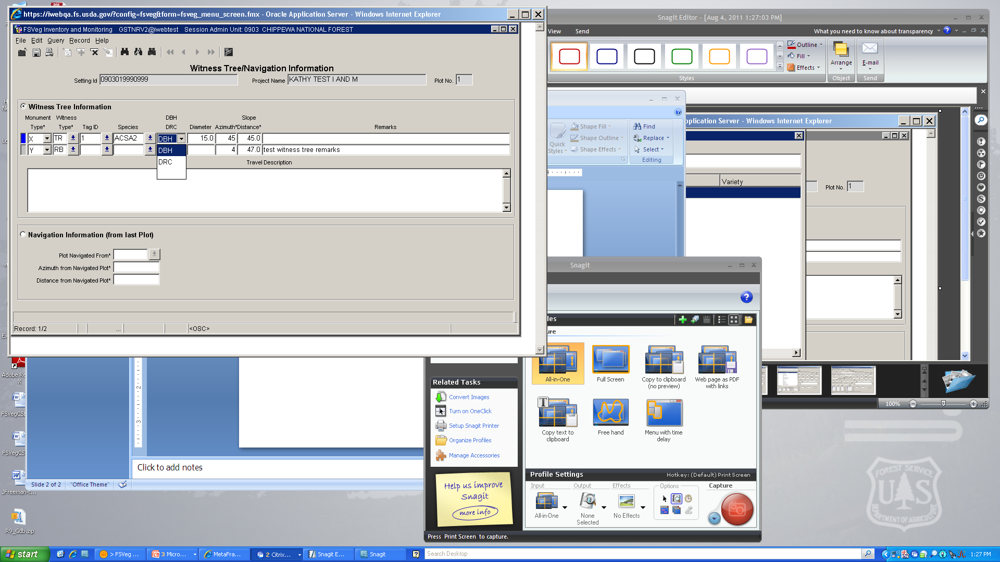 https://iwebqa.fs.usda.gov/?config=fsveg&form=fsveg_menu_screen.fmx - Oracle Application Server - Windows Internet Explorer
FSVeg Inventory and Monitoring GSTNRV2@iwebtest Session Admin Unit: 0903 CHIPPEWA NATIONAL FOREST
File Edit Query Record Help
Witness Tree/Navigation Information
Setting Id 0903019990999 Project Name KATHY TEST I AND M Plot No. 1
Witness Tree Information
Monument Witness DBH Slope
Type* Type* Tag ID Species DRC Diameter Azimuth* Distance* Remarks
X TR 1 ACSA2 DBH 15.0 45 45.0
Y RB DBH 4 47.0 test witness tree remarks
DRC
Travel Description
Navigation Information (from last Plot)
Plot Navigated From*
Azimuth from Navigated Plot*
Distance from Navigated Plot*
Record: 1/2 ... <OSC>
Snagit Editor - [Aug 4, 2011 1:27:03 PM]
View Send What you need to know about transparency
Outline
Fill
Effects
Arrange
E-mail
Styles Object Send
Shape Fill
Shape Outline
Shape Effects
Quick
Styles
Find
Replace
Select
Editing
pplication Server - Windows Internet Explorer
Variety
Plot No. 1
100%
Snagit
les
ure
All-in-One
Full Screen
Copy to clipboard
(no preview)
Web page as PDF
with links
Copy text to
clipboard
Free hand
Menu with time
delay
Related Tasks
Convert Images
Turn on OneClick
Setup Snagit Printer
Organize Profiles
Manage Accessories
Help us improve
Snagit
more info
Profile Settings Hotkey: (Default) Print Screen
Input Output Effects Options Capture
All-in-One
None
Selected
No Effects
Press Print Screen to capture.
Click to add notes
Slide 2 of 2 "Office Theme"
Adobe Re
X
FSVegCSE
FSVegCS
JFreeman-t...
R9_Gdb.zip
FOREST SERVICE
U S
DEPARTMENT OF AGRICULTURE
start > FSVeg ... 3 Micro... MetaFra... 2 Citrix... Snagit E... Snagit Search Desktop 1:27 PM